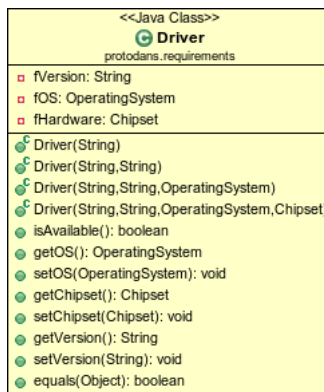 <<Java Class>>
C Driver
protodans.requirements
fVersion: String
fOS: OperatingSystem
fHardware: Chipset
C Driver(String)
C Driver(String,String)
C Driver(String,String,OperatingSystem)
C Driver(String,String,OperatingSystem,Chipset)
isAvailable(): boolean
getOS(): OperatingSystem
setOS(OperatingSystem): void
getChipset(): Chipset
setChipset(Chipset): void
getVersion(): String
setVersion(String): void
equals(Object): boolean